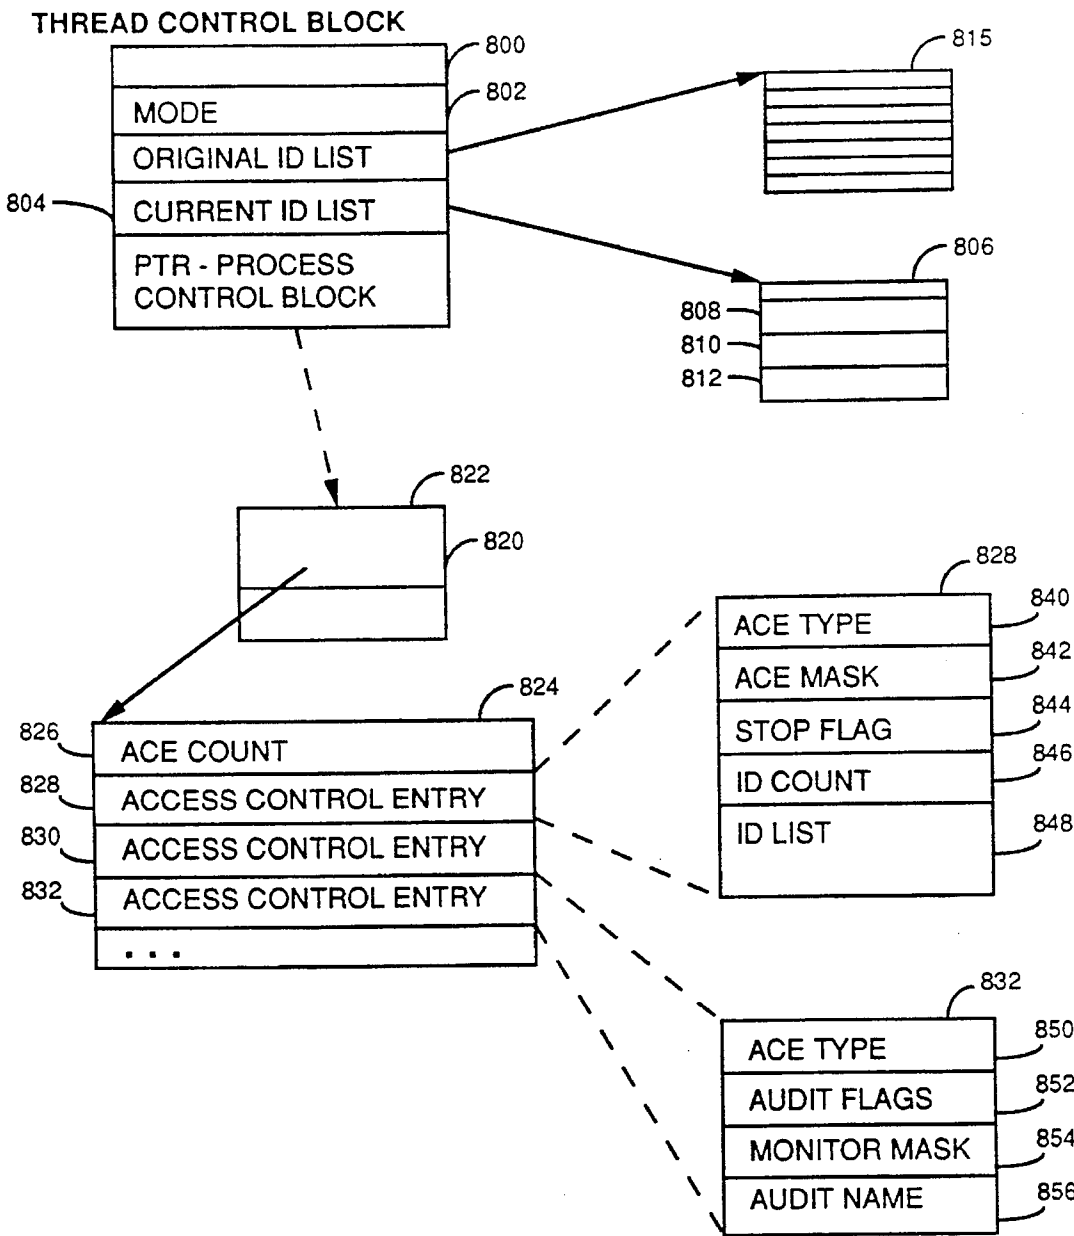 THREAD CONTROL BLOCK
800
802
MODE
ORIGINAL ID LIST
804
CURRENT ID LIST
PTR - PROCESS
CONTROL BLOCK
815
806
808
810
812
822
820
824
826
ACE COUNT
828
ACCESS CONTROL ENTRY
830
ACCESS CONTROL ENTRY
832
ACCESS CONTROL ENTRY
. . .
828
ACE TYPE
840
ACE MASK
842
STOP FLAG
844
ID COUNT
846
ID LIST
848
832
ACE TYPE
850
AUDIT FLAGS
852
MONITOR MASK
854
AUDIT NAME
856